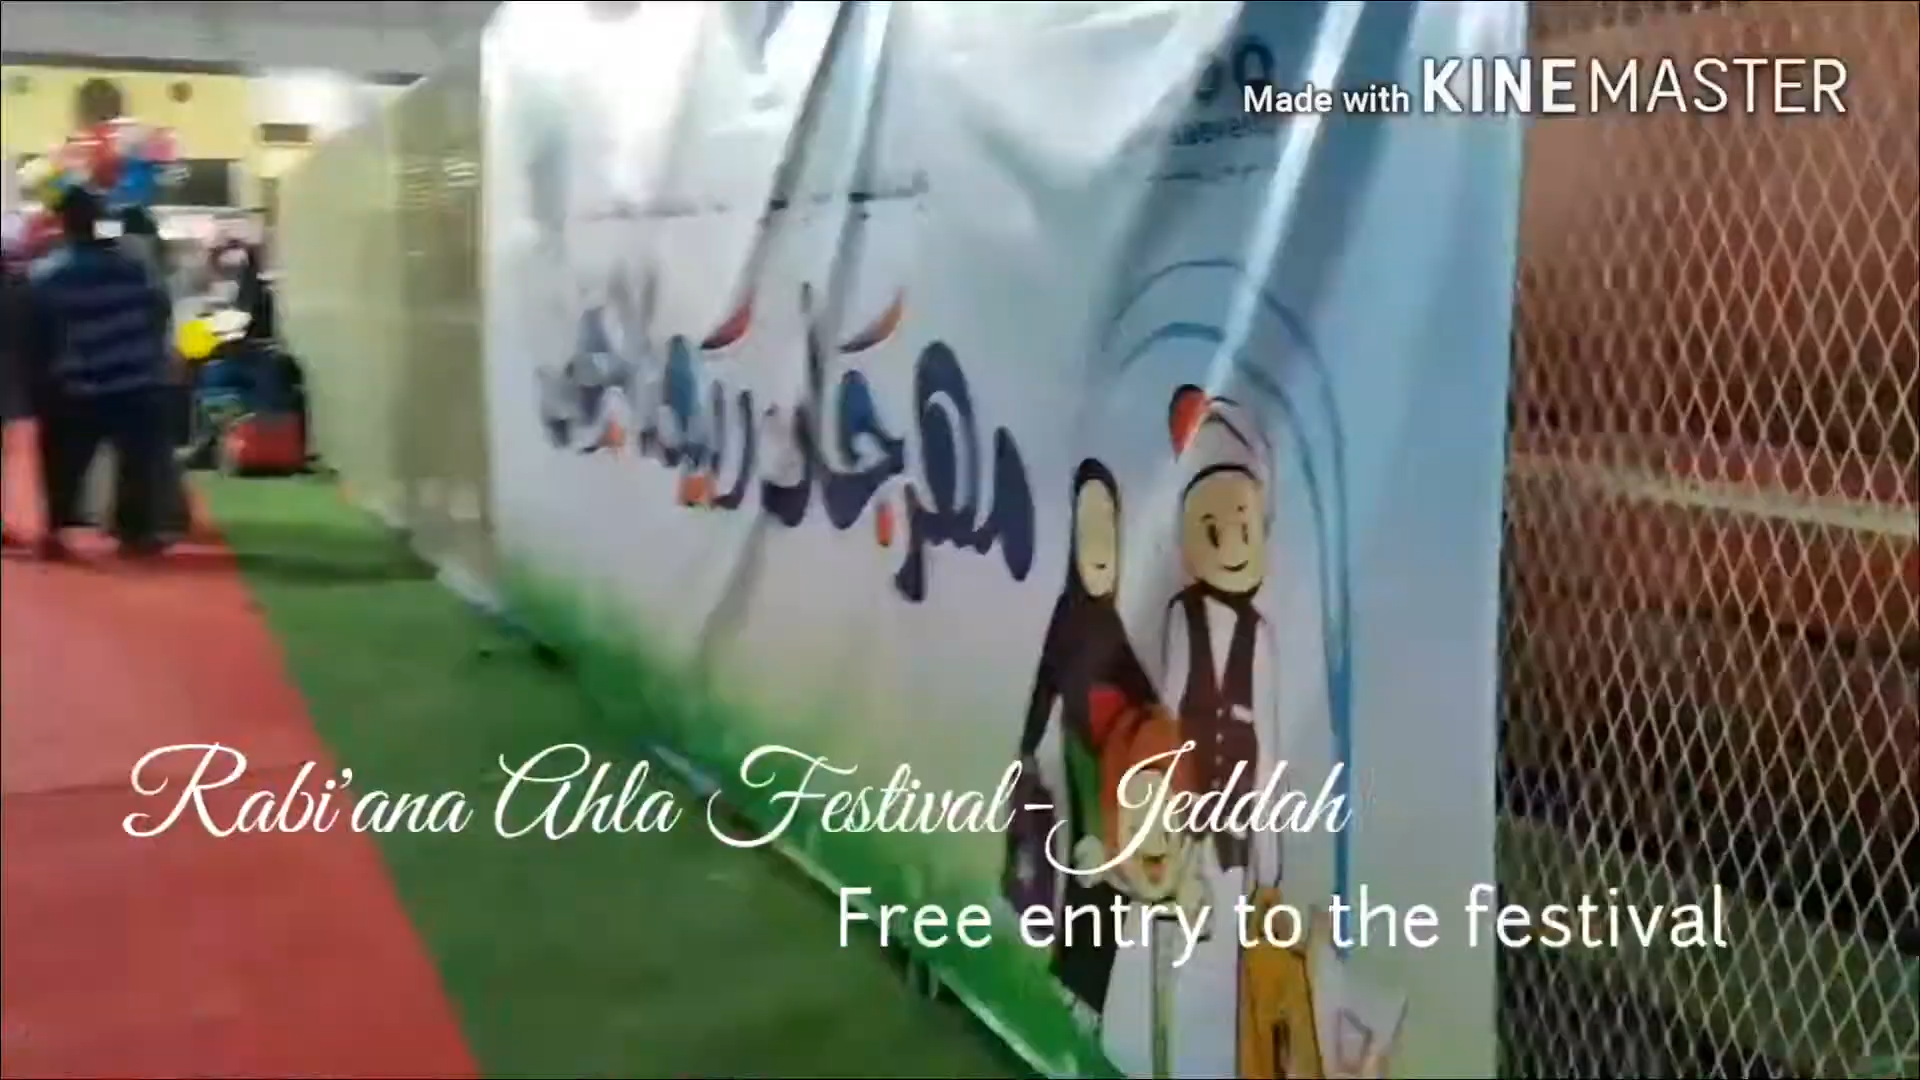 Made with KINEMASTER
مهرجان ربيعنا أحلى
Rabi'ana Ahla Festival - Jeddah
Free entry to the festival